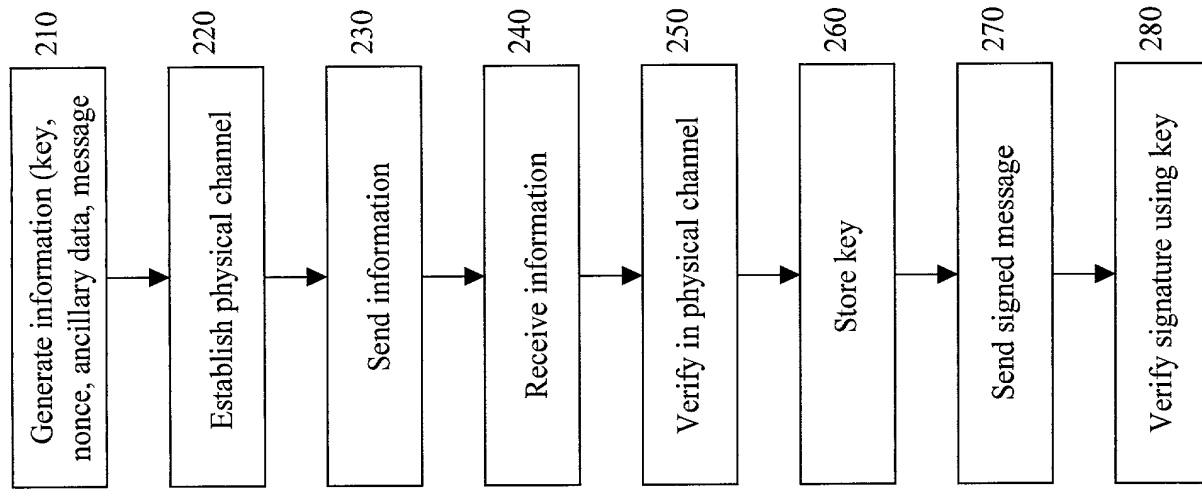 210
Generate information (key,
nonce, ancillary data, message
220
Establish physical channel
230
Send information
240
Receive information
250
Verify in physical channel
260
Store key
270
Send signed message
280
Verify signature using key